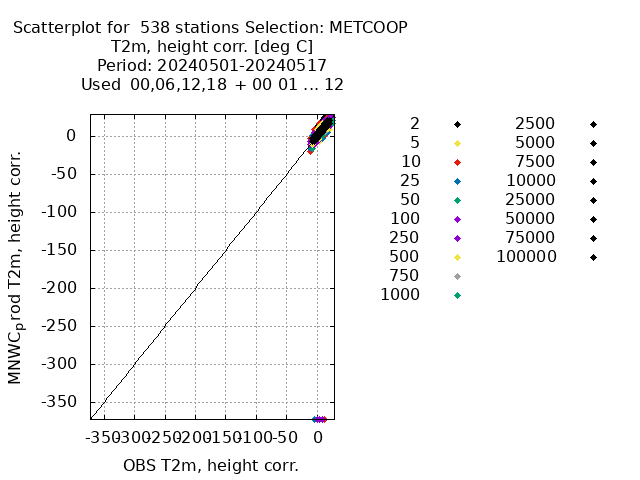 Scatterplot for 538 stations Selection: METCOOP
T2m, height corr. [deg C]
Period: 20240501-20240517
Used 00,06,12,18 + 00 01 ... 12
MNWC_prod T2m, height corr.
0
-50
-100
-150
-200
-250
-300
-350
-350 -300 -250 -200 -150 -100 -50 0
OBS T2m, height corr.
2 2500
5 5000
10 7500
25 10000
50 25000
100 50000
250 75000
500 100000
750
1000